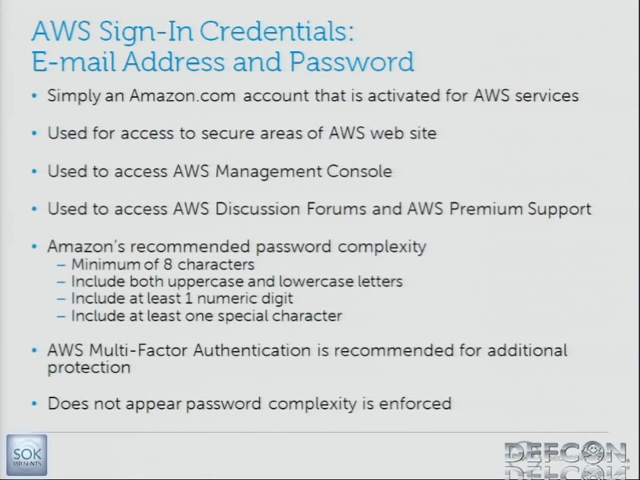 AWS Sign-In Credentials:
E-mail Address and Password
• Simply an Amazon.com account that is activated for AWS services
• Used for access to secure areas of AWS web site
• Used to access AWS Management Console
• Used to access AWS Discussion Forums and AWS Premium Support
• Amazon's recommended password complexity
– Minimum of 8 characters
– Include both uppercase and lowercase letters
– Include at least 1 numeric digit
– Include at least one special character
• AWS Multi-Factor Authentication is recommended for additional
protection
• Does not appear password complexity is enforced
SOK
PRESENTS
DEFCON